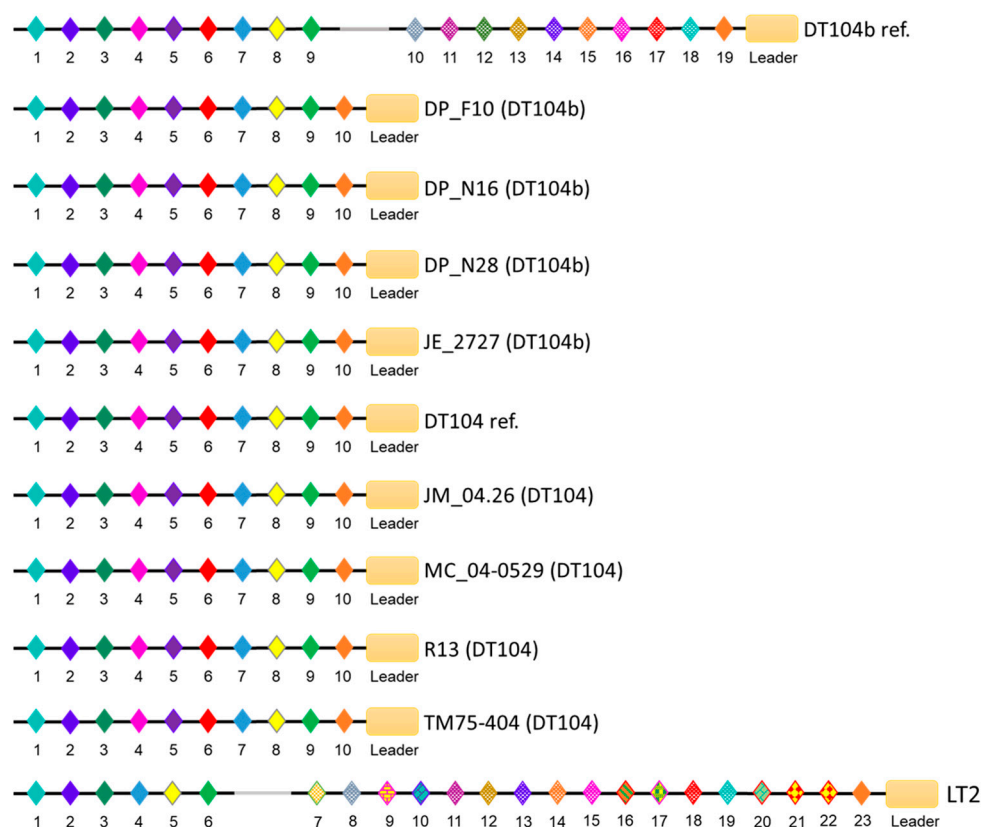 DT104b ref.
1 2 3 4 5 6 7 8 9 10 11 12 13 14 15 16 17 18 19 Leader
DP_F10 (DT104b)
1 2 3 4 5 6 7 8 9 10 Leader
DP_N16 (DT104b)
1 2 3 4 5 6 7 8 9 10 Leader
DP_N28 (DT104b)
1 2 3 4 5 6 7 8 9 10 Leader
JE_2727 (DT104b)
1 2 3 4 5 6 7 8 9 10 Leader
DT104 ref.
1 2 3 4 5 6 7 8 9 10 Leader
JM_04.26 (DT104)
1 2 3 4 5 6 7 8 9 10 Leader
MC_04-0529 (DT104)
1 2 3 4 5 6 7 8 9 10 Leader
R13 (DT104)
1 2 3 4 5 6 7 8 9 10 Leader
TM75-404 (DT104)
1 2 3 4 5 6 7 8 9 10 Leader
LT2
1 2 3 4 5 6 7 8 9 10 11 12 13 14 15 16 17 18 19 20 21 22 23 Leader